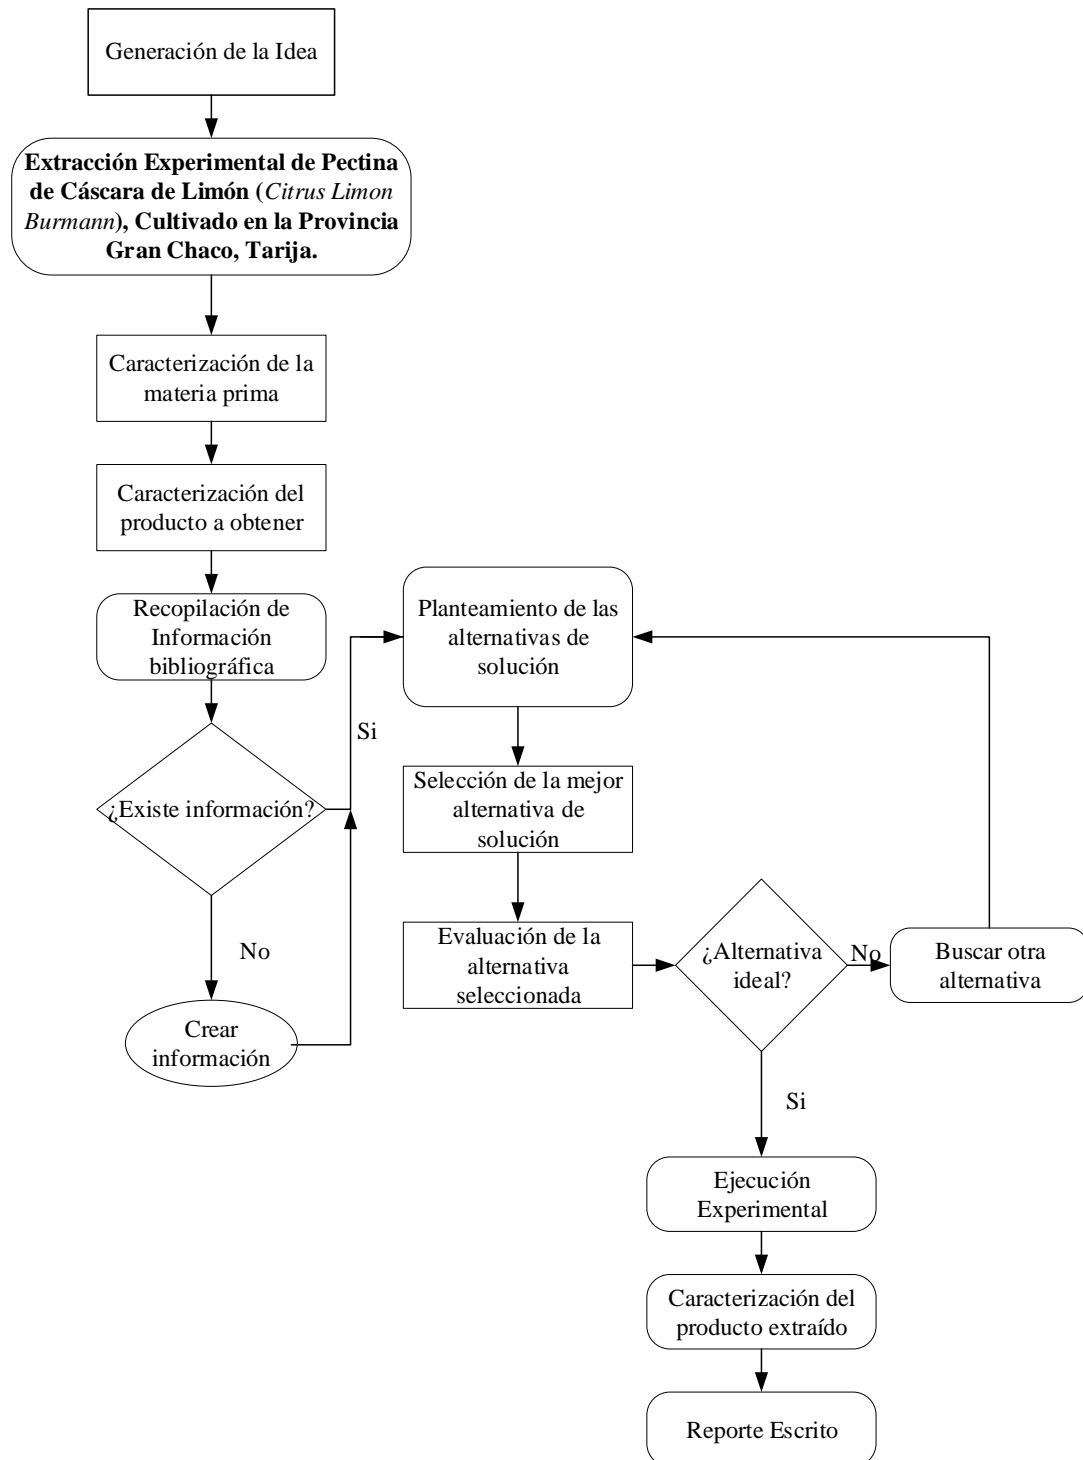 Generación de la Idea
Extracción Experimental de Pectina
de Cáscara de Limón (Citrus Limon
Burmann), Cultivado en la Provincia
Gran Chaco, Tarija.
Caracterización de la
materia prima
Caracterización del
producto a obtener
Recopilación de
Información
bibliográfica
¿Existe información?
Si
No
Crear
información
Planteamiento de las
alternativas de
solución
Selección de la mejor
alternativa de
solución
Evaluación de la
alternativa
seleccionada
¿Alternativa
ideal?
No
Buscar otra
alternativa
Si
Ejecución
Experimental
Caracterización del
producto extraído
Reporte Escrito